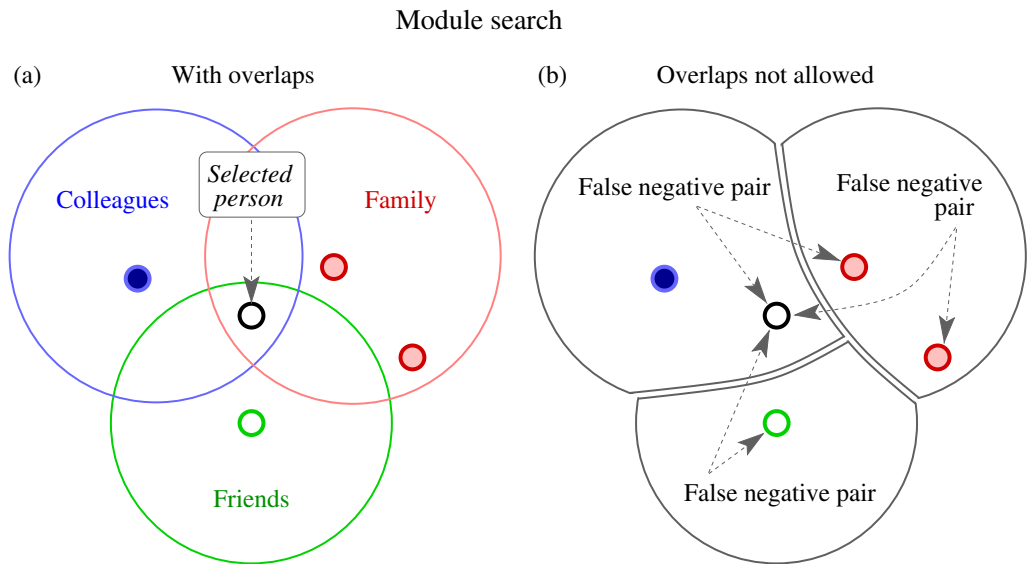 Module search
(a)
With overlaps
Selected
person
Colleagues
Family
Friends
(b)
Overlaps not allowed
False negative pair
False negative
pair
False negative pair